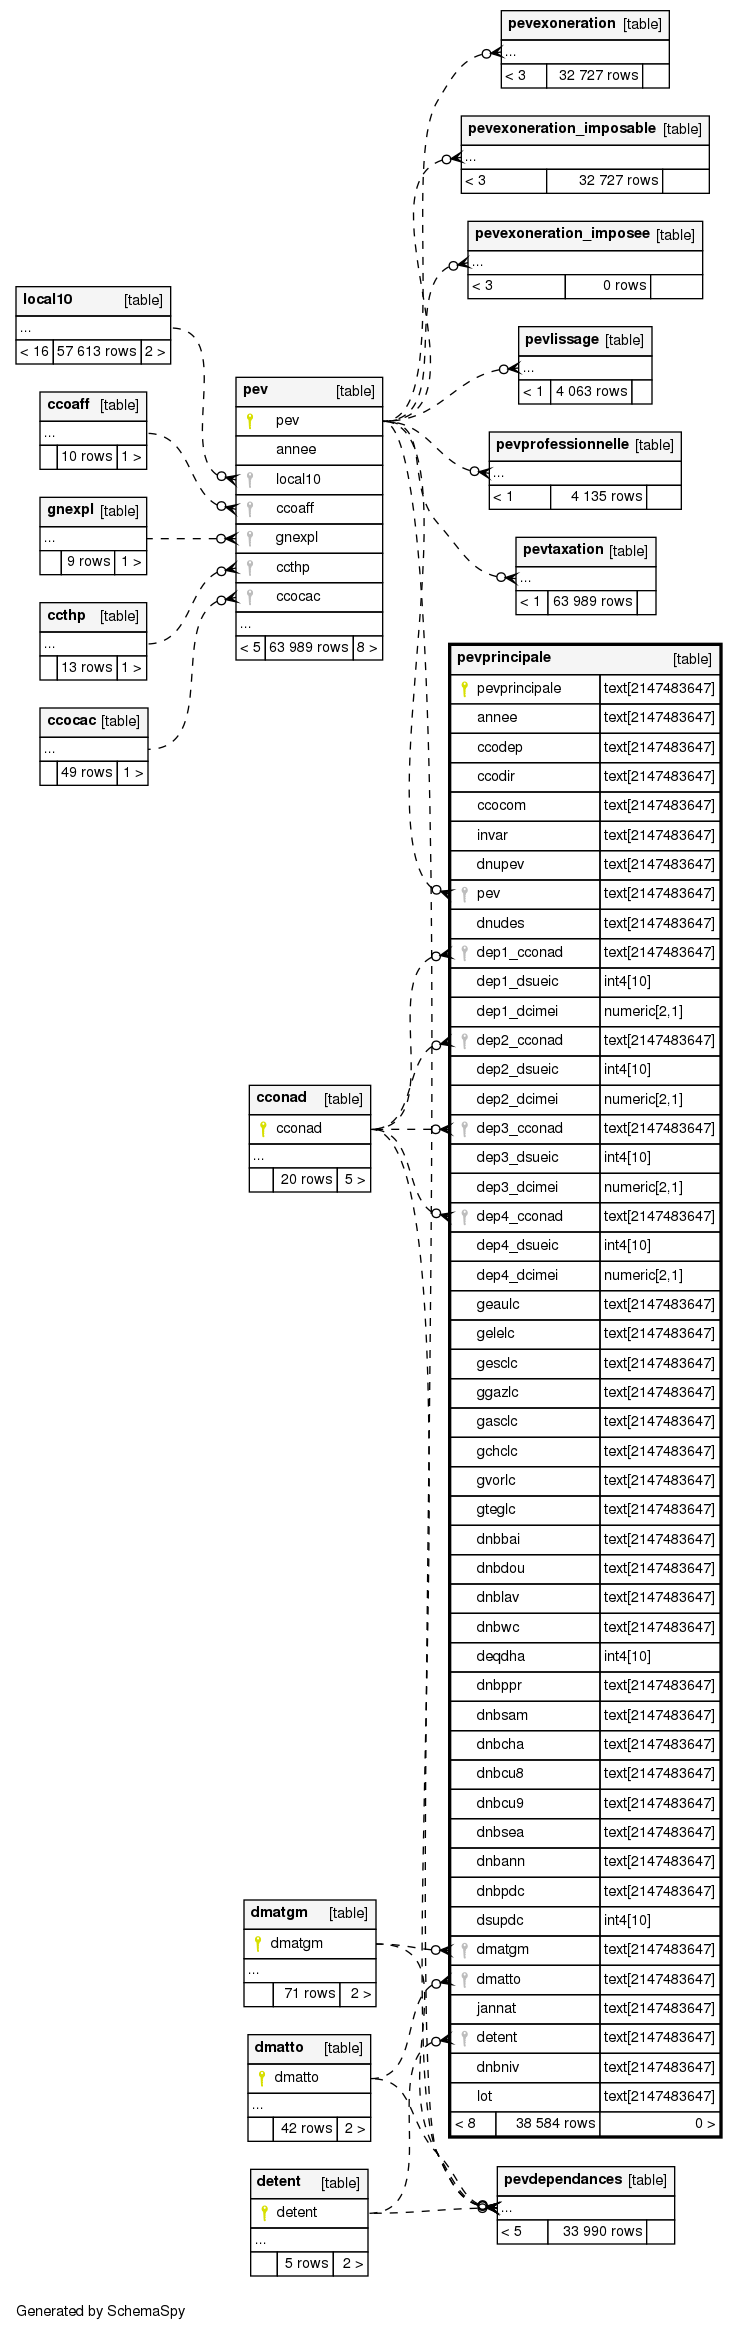 pevexoneration [table]
...
< 3 32 727 rows
pevexoneration_imposable [table]
...
< 3 32 727 rows
pevexoneration_imposee [table]
...
< 3 0 rows
local10 [table]
...
< 16 57 613 rows 2 >
pevlissage [table]
...
< 1 4 063 rows
pev [table]
pev
annee
local10
ccoaff
gnexpl
ccthp
ccocac
...
< 5 63 989 rows 8 >
ccoaff [table]
...
10 rows 1 >
pevprofessionnelle [table]
...
< 1 4 135 rows
gnexpl [table]
...
9 rows 1 >
pevtaxation [table]
...
< 1 63 989 rows
ccthp [table]
...
13 rows 1 >
ccocac [table]
...
49 rows 1 >
pevprincipale [table]
pevprincipale text[2147483647]
annee text[2147483647]
ccodep text[2147483647]
ccodir text[2147483647]
ccocom text[2147483647]
invar text[2147483647]
dnupev text[2147483647]
pev text[2147483647]
dnudes text[2147483647]
dep1_cconad text[2147483647]
dep1_dsueic int4[10]
dep1_dcimei numeric[2,1]
dep2_cconad text[2147483647]
dep2_dsueic int4[10]
dep2_dcimei numeric[2,1]
dep3_cconad text[2147483647]
dep3_dsueic int4[10]
dep3_dcimei numeric[2,1]
dep4_cconad text[2147483647]
dep4_dsueic int4[10]
dep4_dcimei numeric[2,1]
geaulc text[2147483647]
gelelc text[2147483647]
gesclc text[2147483647]
ggazlc text[2147483647]
gasclc text[2147483647]
gchclc text[2147483647]
gvorlc text[2147483647]
gteglc text[2147483647]
dnbbai text[2147483647]
dnbdou text[2147483647]
dnblav text[2147483647]
dnbwc text[2147483647]
deqdha int4[10]
dnbppr text[2147483647]
dnbsam text[2147483647]
dnbcha text[2147483647]
dnbcu8 text[2147483647]
dnbcu9 text[2147483647]
dnbsea text[2147483647]
dnbann text[2147483647]
dnbpdc text[2147483647]
dsupdc int4[10]
dmatgm text[2147483647]
dmatto text[2147483647]
jannat text[2147483647]
detent text[2147483647]
dnbniv text[2147483647]
lot text[2147483647]
< 8 38 584 rows 0 >
cconad [table]
cconad
...
20 rows 5 >
dmatgm [table]
dmatgm
...
71 rows 2 >
dmatto [table]
dmatto
...
42 rows 2 >
detent [table]
detent
...
5 rows 2 >
pevdependances [table]
...
< 5 33 990 rows
Generated by SchemaSpy